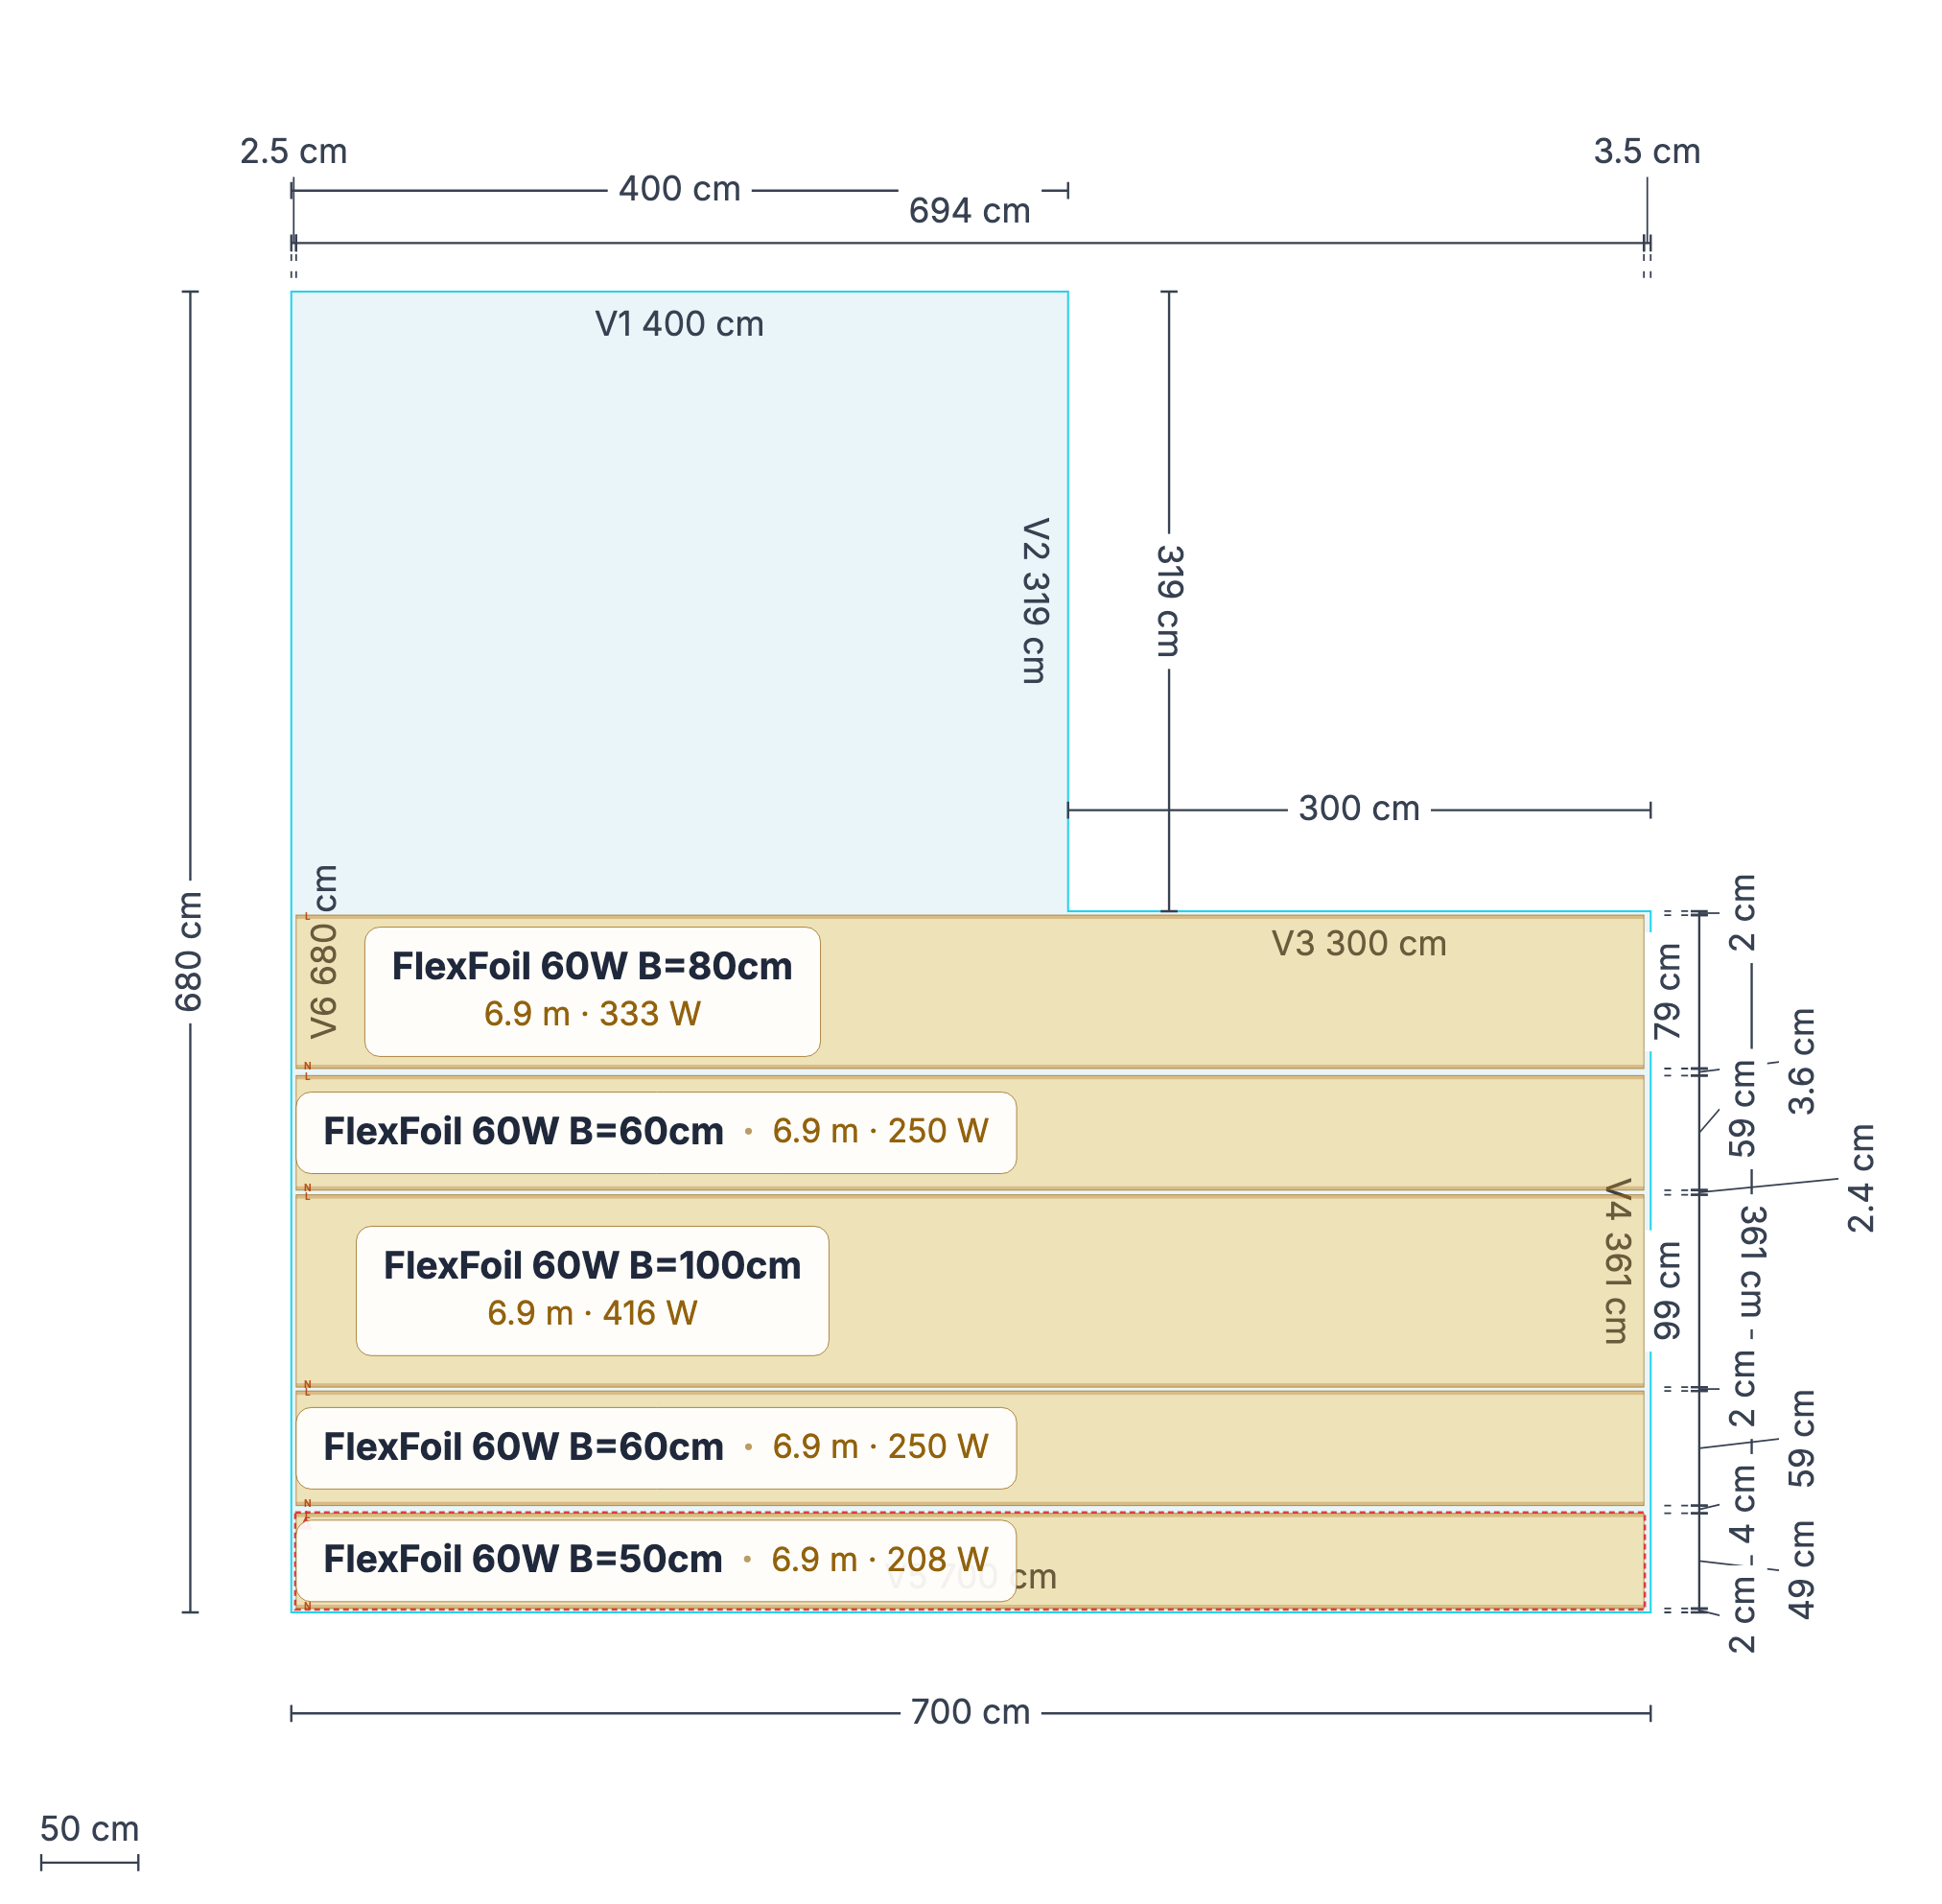 2.5 cm
3.5 cm
400 cm
694 cm
V1 400 cm
V2 319 cm
319 cm
300 cm
680 cm
V6 680 cm
V3 300 cm
L
FlexFoil 60W B=80cm
6.9 m · 333 W
N
L
FlexFoil 60W B=60cm • 6.9 m · 250 W
N
L
FlexFoil 60W B=100cm
6.9 m · 416 W
V4 361 cm
N
L
FlexFoil 60W B=60cm • 6.9 m · 250 W
N
FlexFoil 60W B=50cm • 6.9 m · 208 W
V5 700 cm
N
2 cm
79 cm
3.6 cm
59 cm
2.4 cm
361 cm
99 cm
2 cm
59 cm
4 cm
49 cm
2 cm
700 cm
50 cm